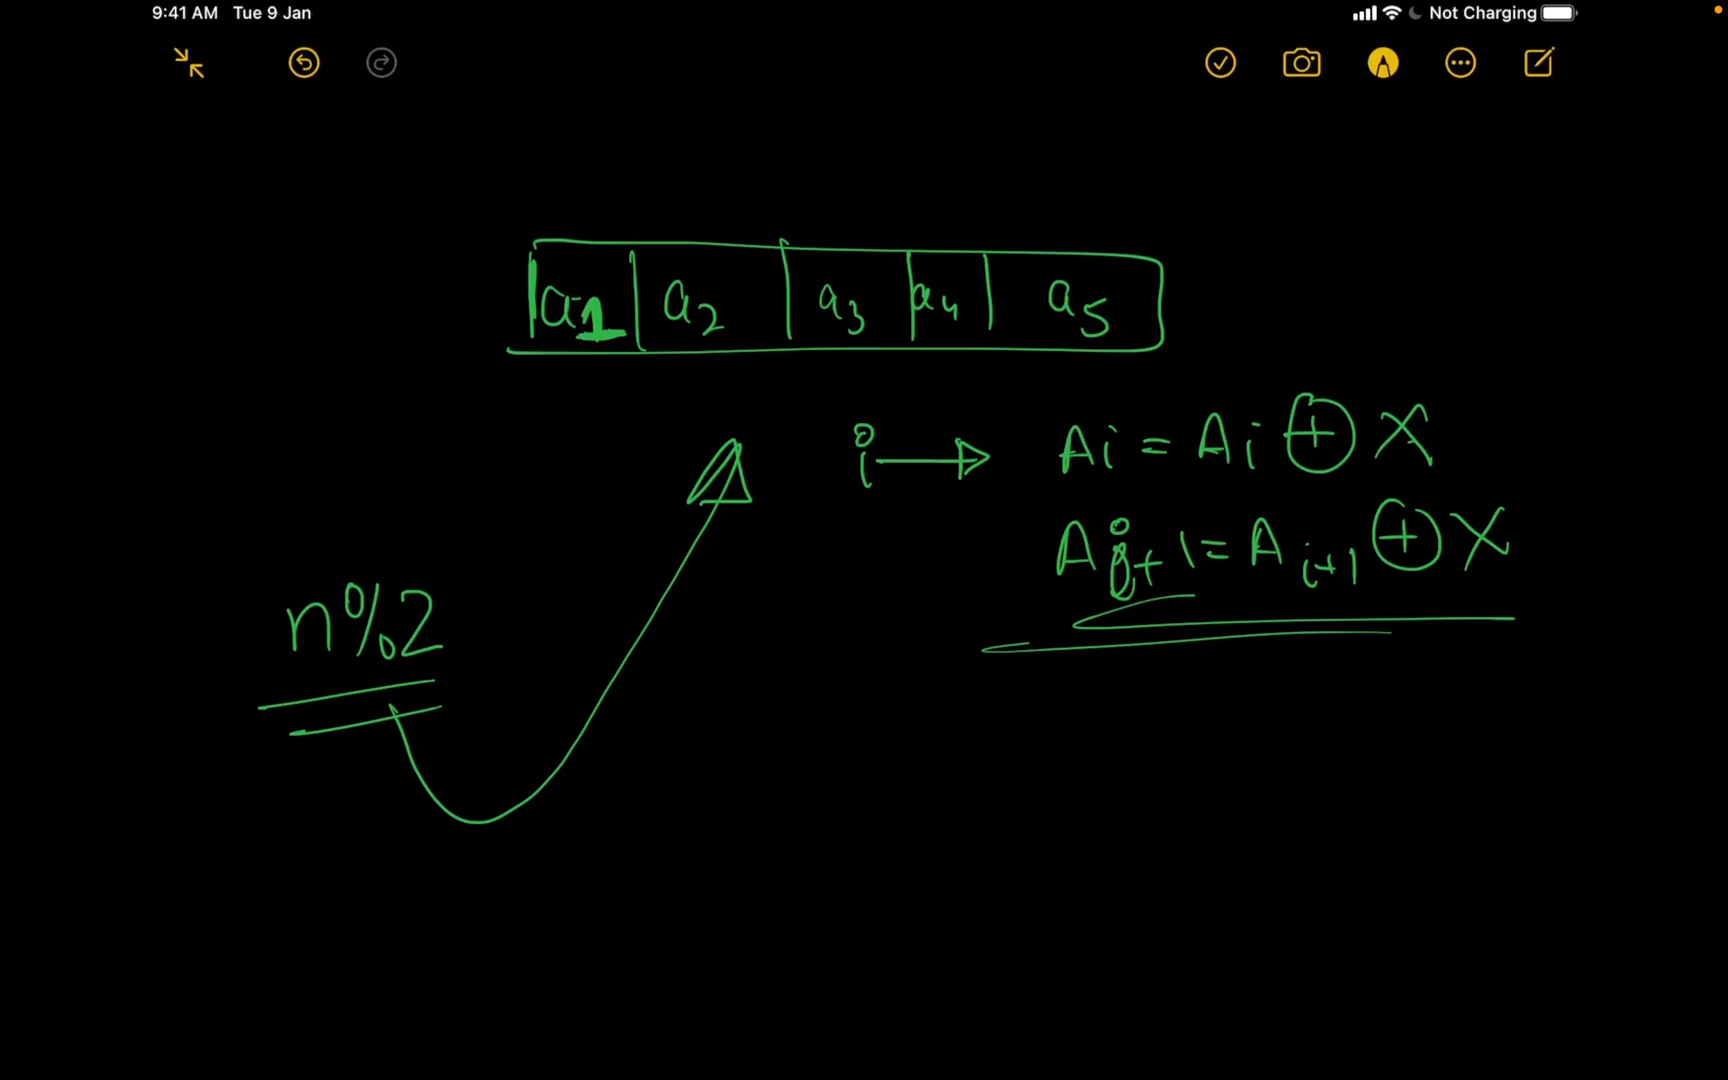 9:41 AM Tue 9 Jan
Not Charging
a1 a2 a3 a4 a5
i → Ai = Ai ⊕ X
Ai+1 = Ai+1 ⊕ X
n%2